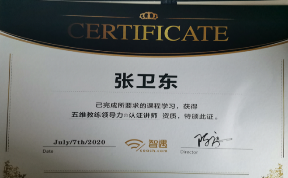 CERTIFICATE
张卫东
已完成所要求的课程学习，获得
五维教练领导力®认证讲师 资质，特颁此证。
July/7th/2020
Date
Director